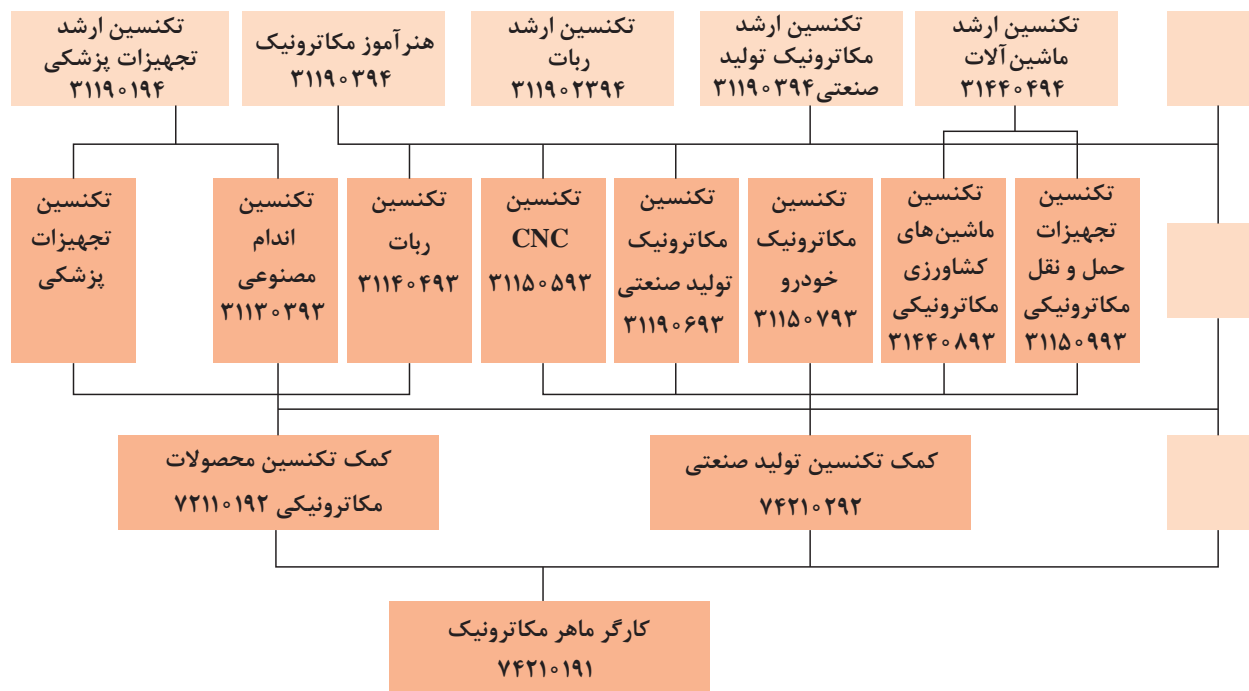 تکنسین ارشد
ماشین‌آلات
۳۱۴۴۰۴۹۴
تکنسین ارشد
مکاترونیک تولید
صنعتی۳۱۱۹۰۳۹۴
تکنسین ارشد
ربات
۳۱۱۹۰۲۳۹۴
هنرآموز مکاترونیک
۳۱۱۹۰۳۹۴
تکنسین ارشد
تجهیزات پزشکی
۳۱۱۹۰۱۹۴
تکنسین
تجهیزات
حمل و نقل
مکاترونیکی
۳۱۱۵۰۹۹۳
تکنسین
ماشین‌های
کشاورزی
مکاترونیکی
۳۱۴۴۰۸۹۳
تکنسین
مکاترونیک
خودرو
۳۱۱۵۰۷۹۳
تکنسین
مکاترونیک
تولید صنعتی
۳۱۱۹۰۶۹۳
تکنسین
CNC
۳۱۱۵۰۵۹۳
تکنسین
ربات
۳۱۱۴۰۴۹۳
تکنسین
اندام
مصنوعی
۳۱۱۳۰۳۹۳
تکنسین
تجهیزات
پزشکی
کمک تکنسین تولید صنعتی
۷۴۲۱۰۲۹۲
کمک تکنسین محصولات
مکاترونیکی ۷۲۱۱۰۱۹۲
کارگر ماهر مکاترونیک
۷۴۲۱۰۱۹۱